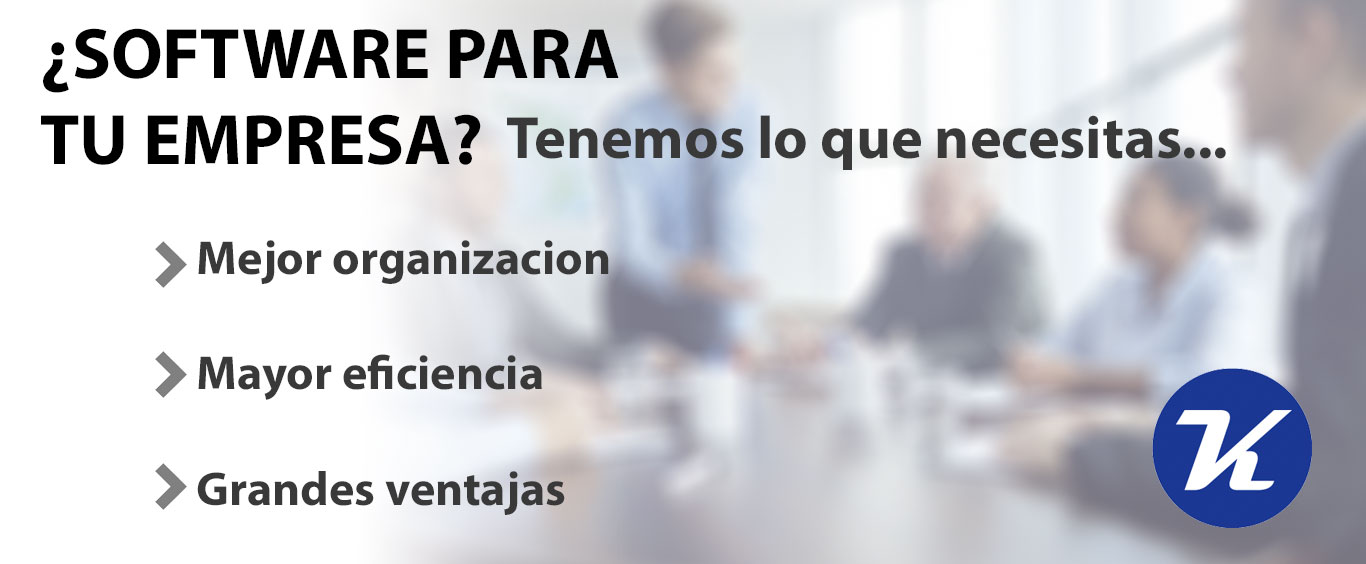 ¿SOFTWARE PARA
TU EMPRESA? Tenemos lo que necesitas...
Mejor organizacion
Mayor eficiencia
Grandes ventajas
K